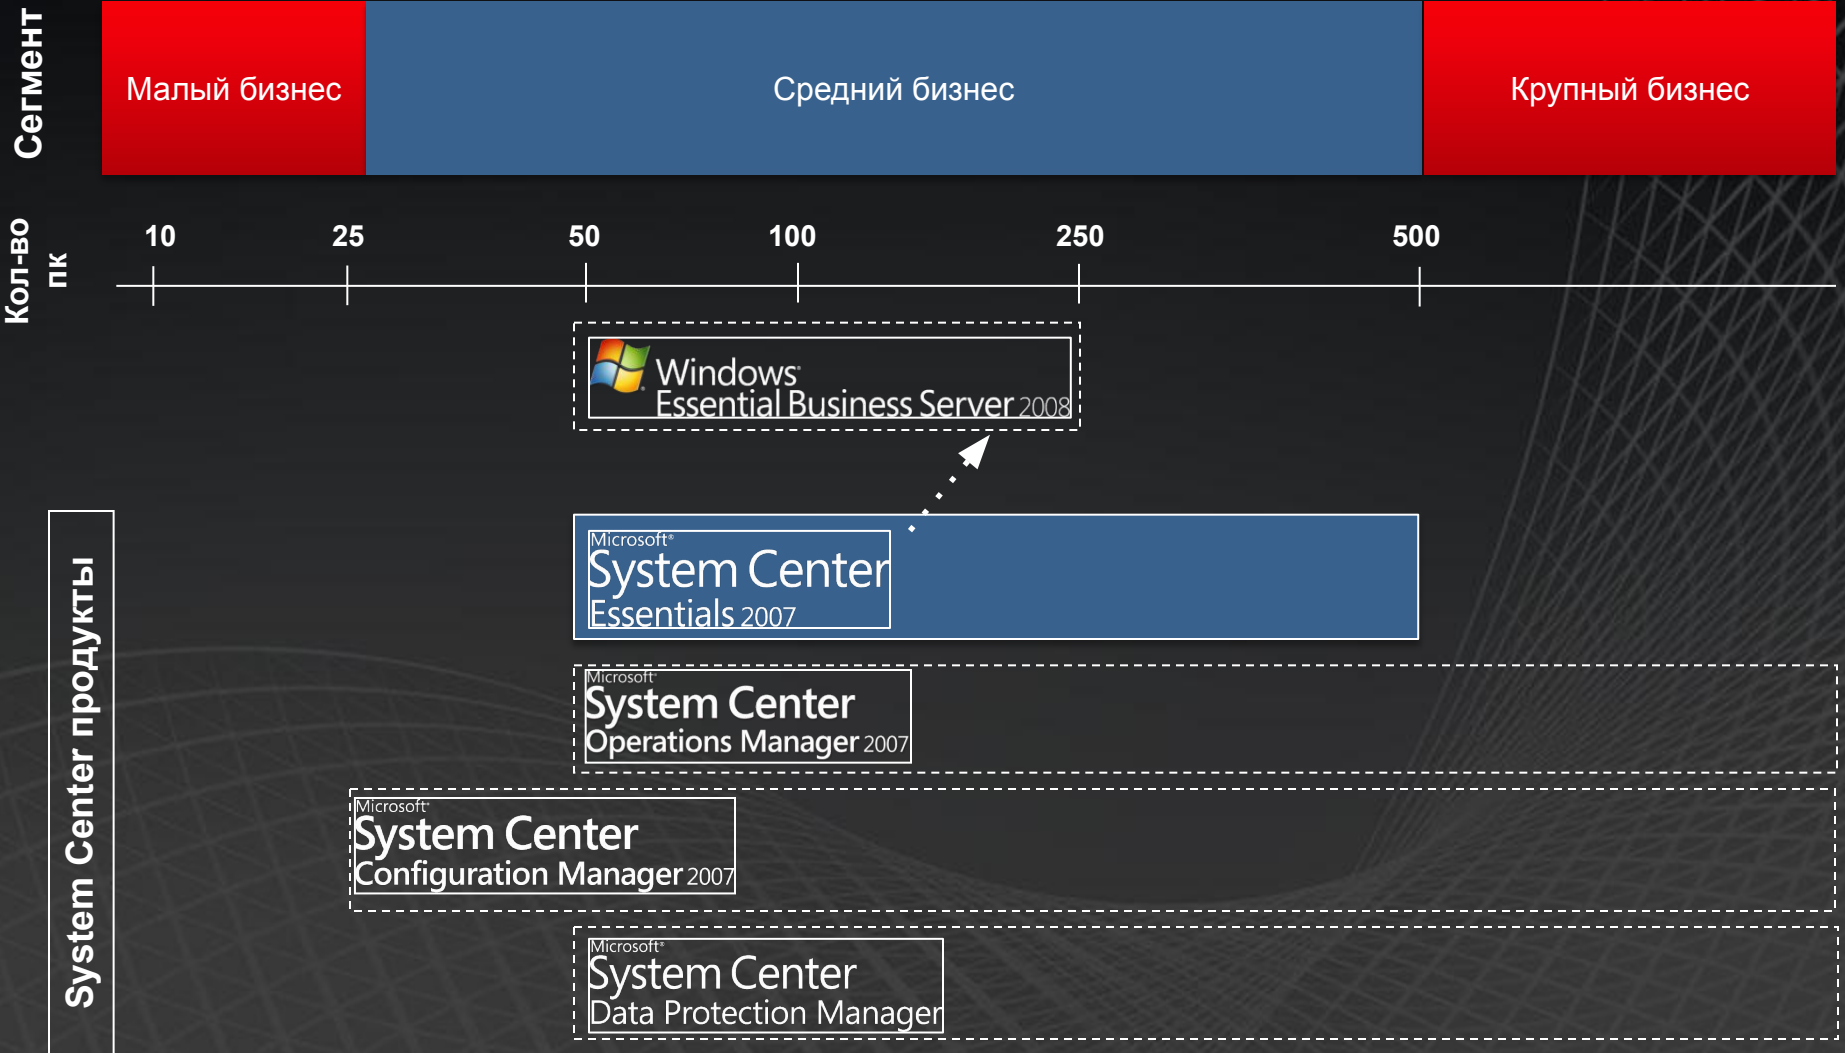 Сегмент
Малый бизнес
Средний бизнес
Крупный бизнес
Кол-во
пк
10
25
50
100
250
500
Windows
Essential Business Server 2008
System Center продукты
Microsoft®
System Center
Essentials 2007
Microsoft
System Center
Operations Manager 2007
Microsoft
System Center
Configuration Manager 2007
Microsoft®
System Center
Data Protection Manager